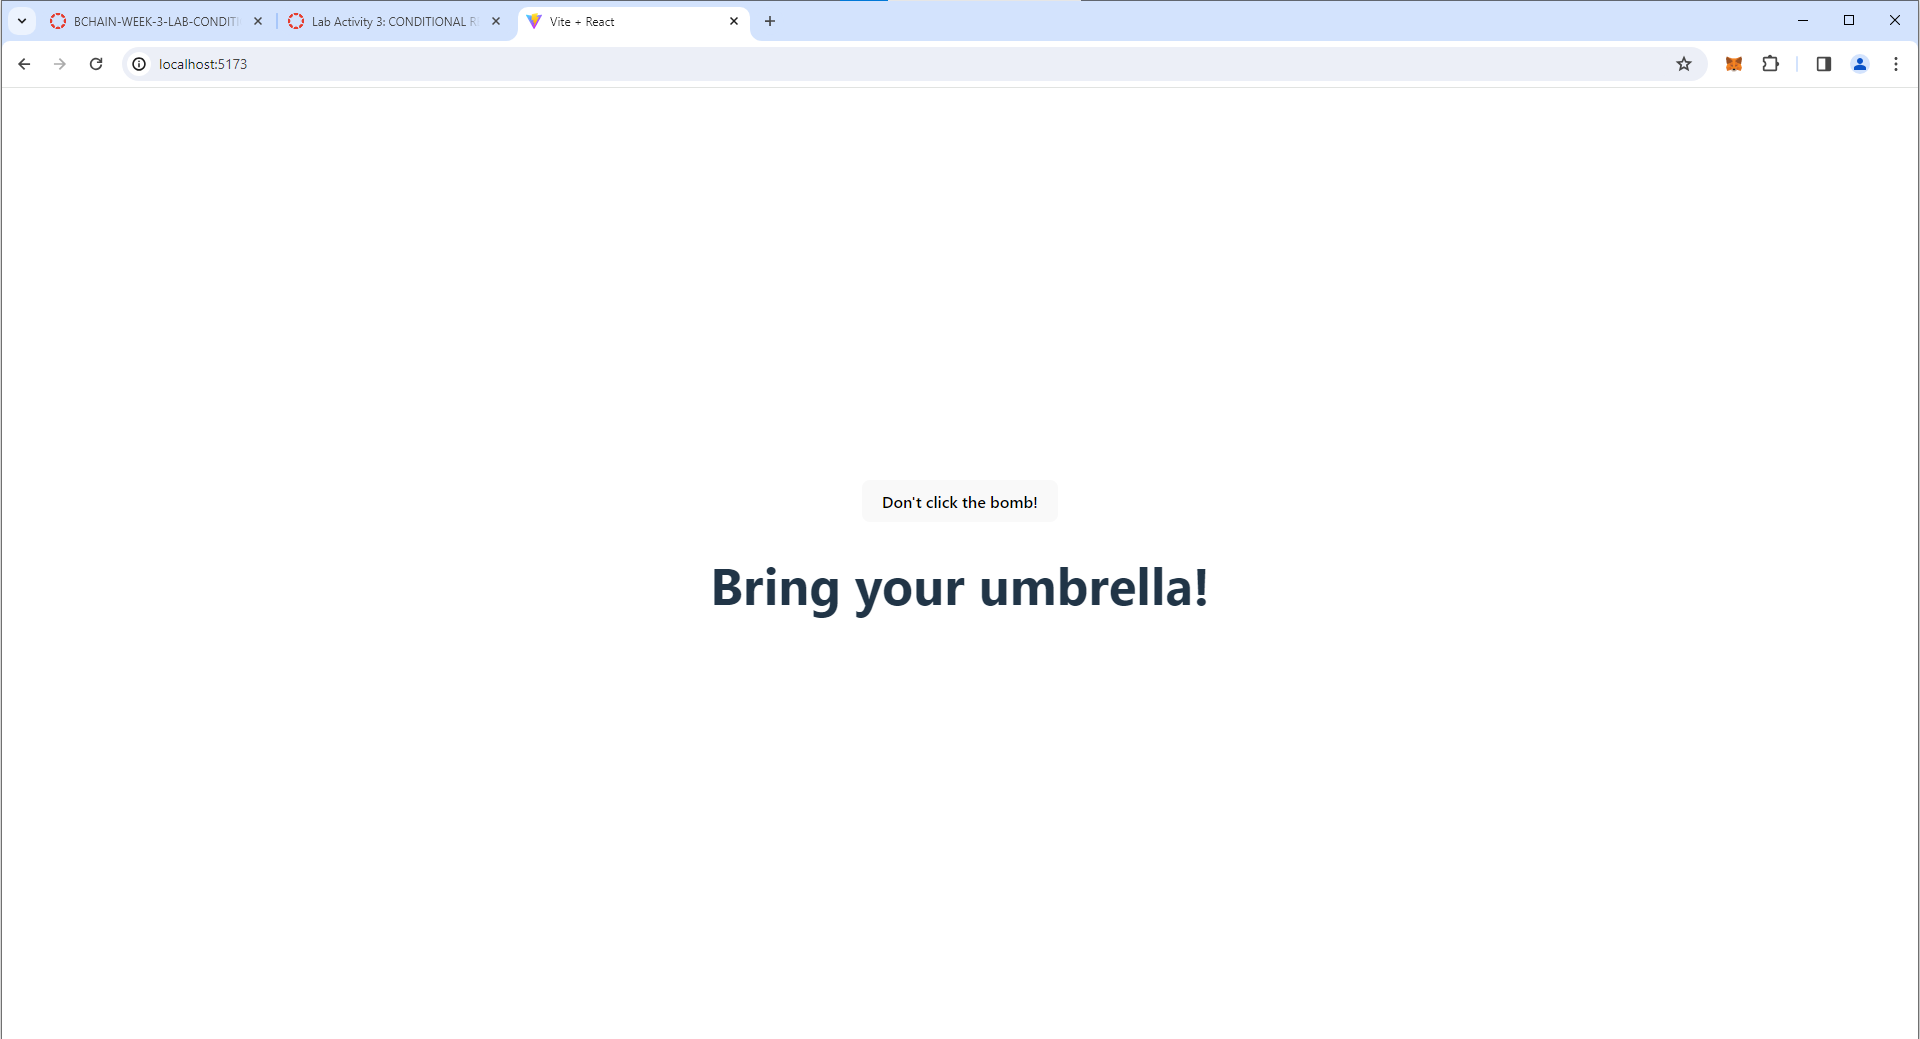 BCHAIN-WEEK-3-LAB-CONDITI
Lab Activity 3: CONDITIONAL R
Vite + React
localhost:5173
Don't click the bomb!
Bring your umbrella!